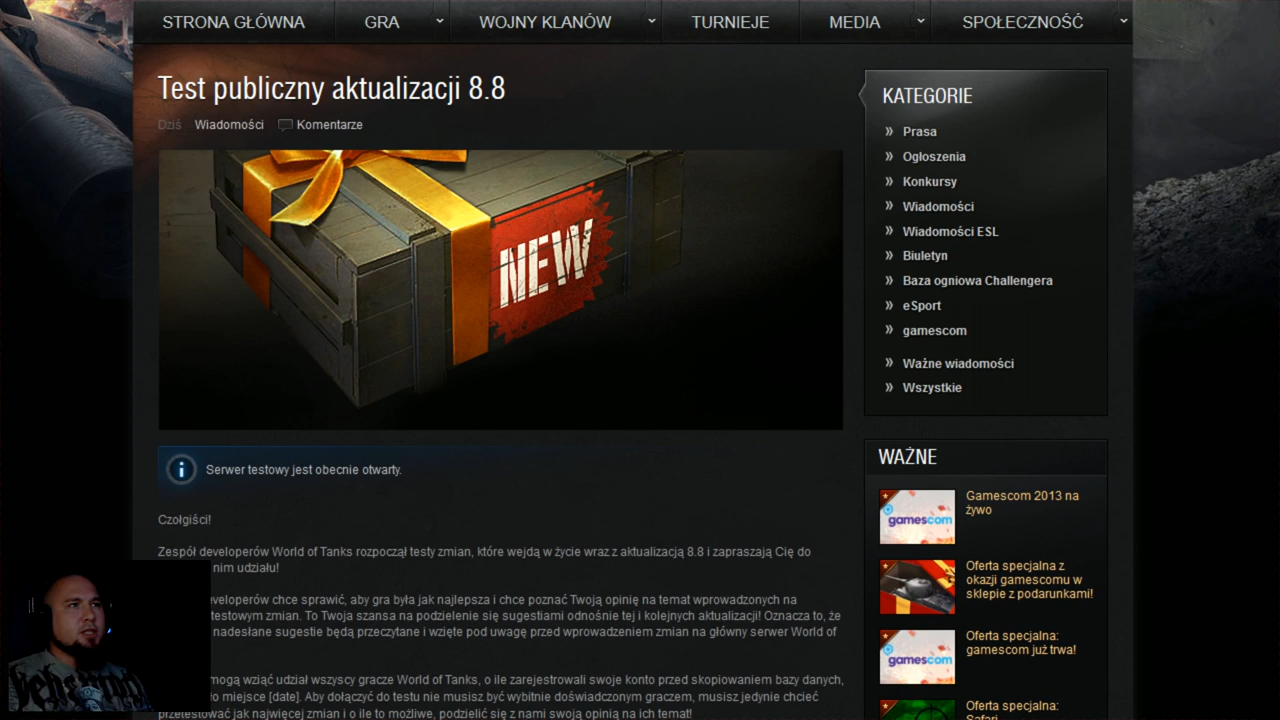 STRONA GŁÓWNA
GRA
WOJNY KLANÓW
TURNIEJE
MEDIA
SPOŁECZNOŚĆ
Test publiczny aktualizacji 8.8
Dziś Wiadomości Komentarze
NEW
Serwer testowy jest obecnie otwarty.
Czołgiści!
Zespół developerów World of Tanks rozpoczął testy zmian, które wejdą w życie wraz z aktualizacją 8.8 i zapraszają Cię do
nim udziału!
eveloperów chce sprawić, aby gra była jak najlepsza i chce poznać Twoją opinię na temat wprowadzonych na
testowym zmian. To Twoja szansa na podzielenie się sugestiami odnośnie tej i kolejnych aktualizacji! Oznacza to, że
nadesłane sugestie będą przeczytane i wzięte pod uwagę przed wprowadzeniem zmian na główny serwer World of
mogą wziąć udział wszyscy gracze World of Tanks, o ile zarejestrowali swoje konto przed skopiowaniem bazy danych,
o miejsce [date]. Aby dołączyć do testu nie musisz być wybitnie doświadczonym graczem, musisz jedynie chcieć
przetestować jak najwięcej zmian i o ile to możliwe, podzielić się z nami swoją opinią na ich temat!
KATEGORIE
Prasa
Ogłoszenia
Konkursy
Wiadomości
Wiadomości ESL
Biuletyn
Baza ogniowa Challengera
eSport
gamescom
Ważne wiadomości
Wszystkie
WAŻNE
gamescom
Gamescom 2013 na
żywo
Oferta specjalna z
okazji gamescomu w
sklepie z podarunkami!
gamescom
Oferta specjalna:
gamescom już trwa!
Oferta specjalna:
Safari